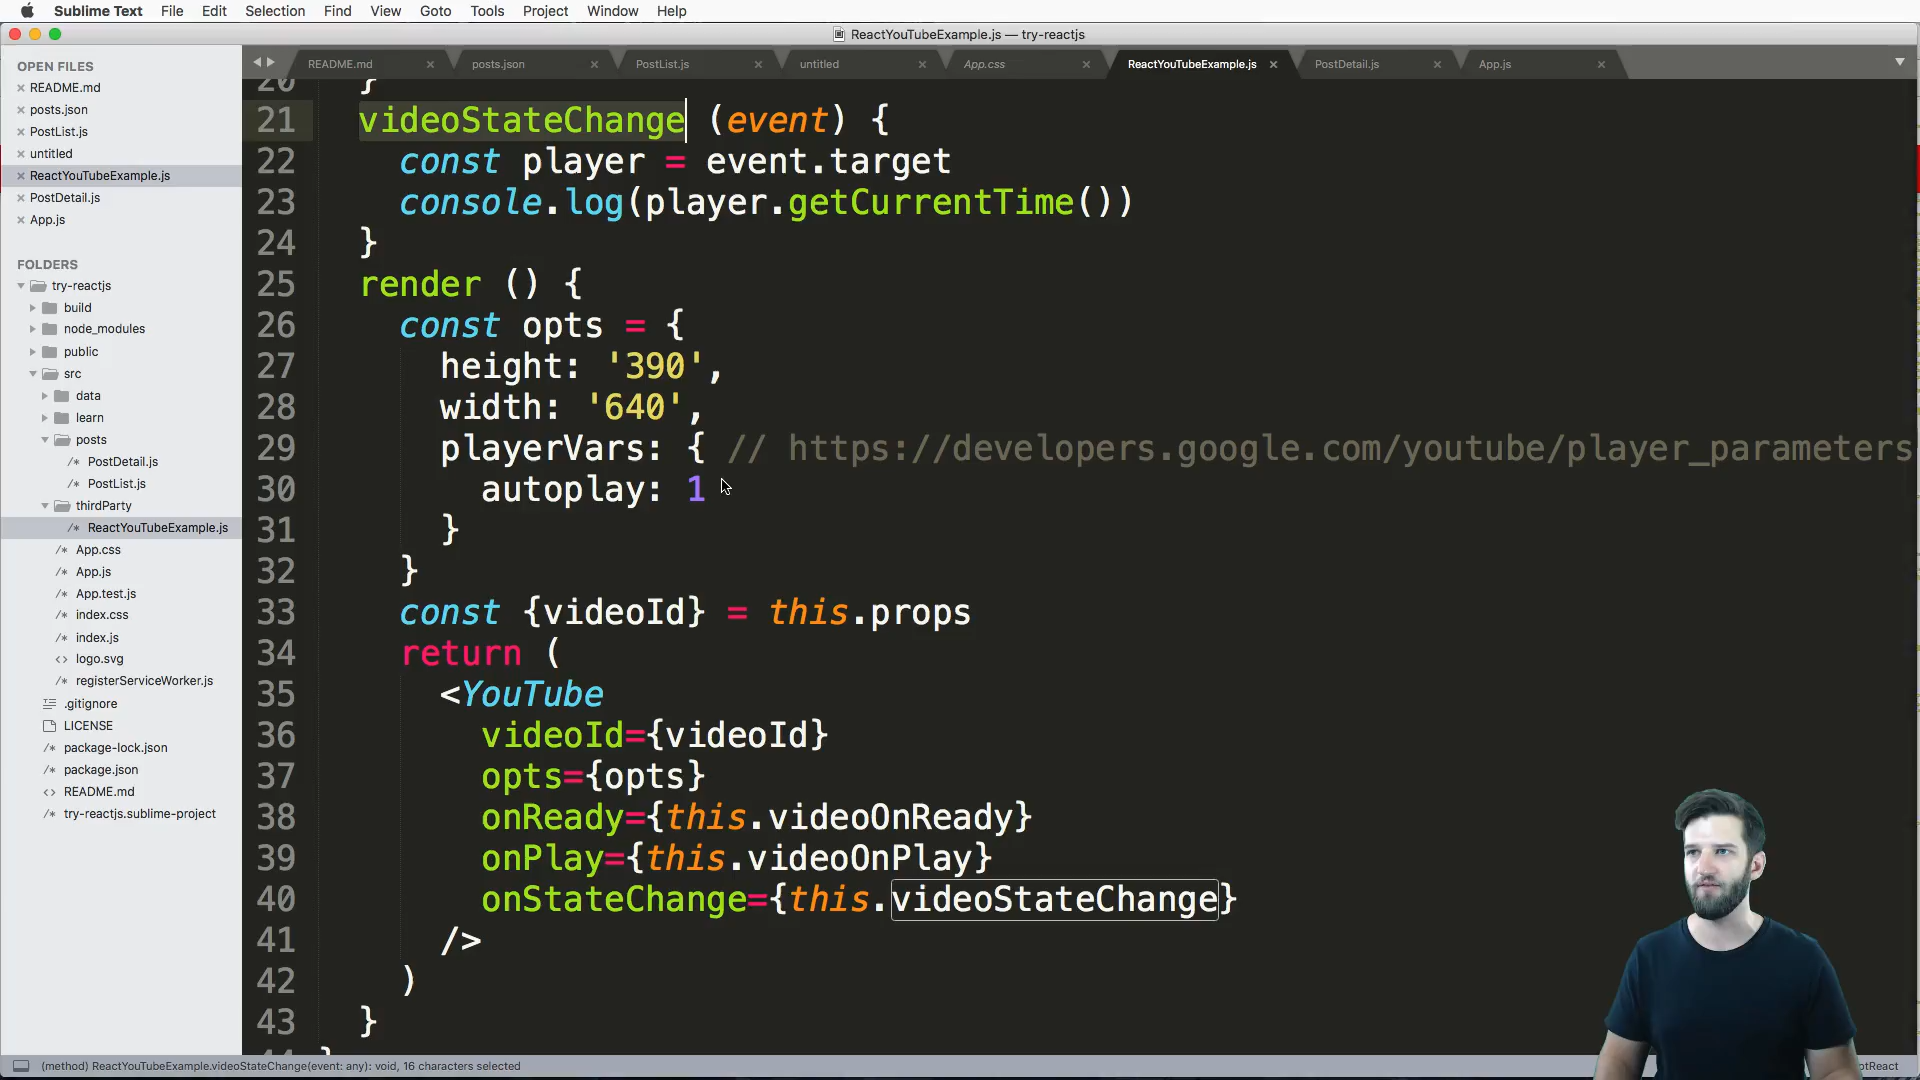 Sublime Text File Edit Selection Find View Goto Tools Project Window Help
ReactYouTubeExample.js — try-reactjs
OPEN FILES
README.md
posts.json
PostList.js
untitled
ReactYouTubeExample.js
PostDetail.js
App.js
FOLDERS
try-reactjs
build
node_modules
public
src
data
learn
posts
/* PostDetail.js
/* PostList.js
thirdParty
/* ReactYouTubeExample.js
/* App.css
/* App.js
/* App.test.js
/* index.css
/* index.js
<> logo.svg
/* registerServiceWorker.js
.gitignore
LICENSE
/* package-lock.json
/* package.json
<> README.md
/* try-reactjs.sublime-project
README.md posts.json PostList.js untitled App.css ReactYouTubeExample.js PostDetail.js App.js
20 }
21 videoStateChange (event) {
22 const player = event.target
23 console.log(player.getCurrentTime())
24 }
25 render () {
26 const opts = {
27 height: '390',
28 width: '640',
29 playerVars: { // https://developers.google.com/youtube/player_parameters
30 autoplay: 1
31 }
32 }
33 const {videoId} = this.props
34 return (
35 <YouTube
36 videoId={videoId}
37 opts={opts}
38 onReady={this.videoOnReady}
39 onPlay={this.videoOnPlay}
40 onStateChange={this.videoStateChange}
41 />
42 )
43 }
(method) ReactYouTubeExample.videoStateChange(event: any): void, 16 characters selected